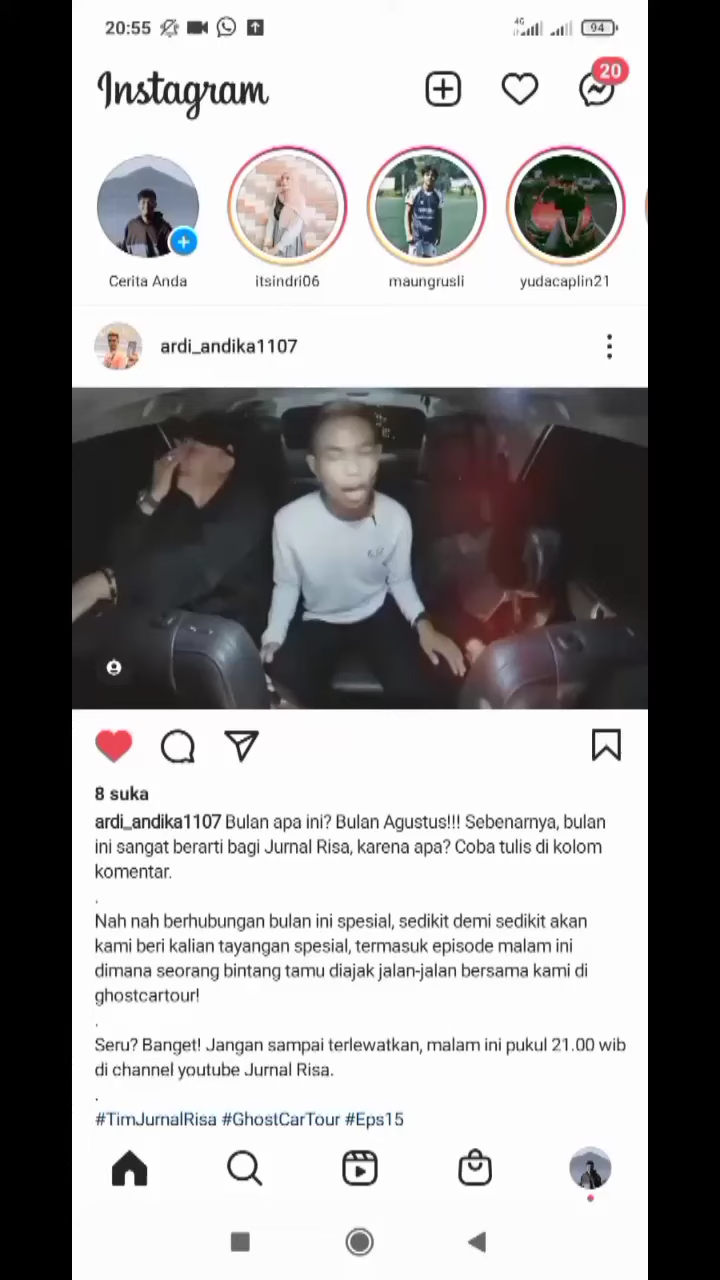 20:55
4G
94
Instagram
20
Cerita Anda
itsindri06
maungrusli
yudacaplin21
ardi_andika1107
8 suka
ardi_andika1107 Bulan apa ini? Bulan Agustus!!! Sebenarnya, bulan
ini sangat berarti bagi Jurnal Risa, karena apa? Coba tulis di kolom
komentar.
.
Nah nah berhubungan bulan ini spesial, sedikit demi sedikit akan
kami beri kalian tayangan spesial, termasuk episode malam ini
dimana seorang bintang tamu diajak jalan-jalan bersama kami di
ghostcartour!
.
Seru? Banget! Jangan sampai terlewatkan, malam ini pukul 21.00 wib
di channel youtube Jurnal Risa.
.
#TimJurnalRisa #GhostCarTour #Eps15